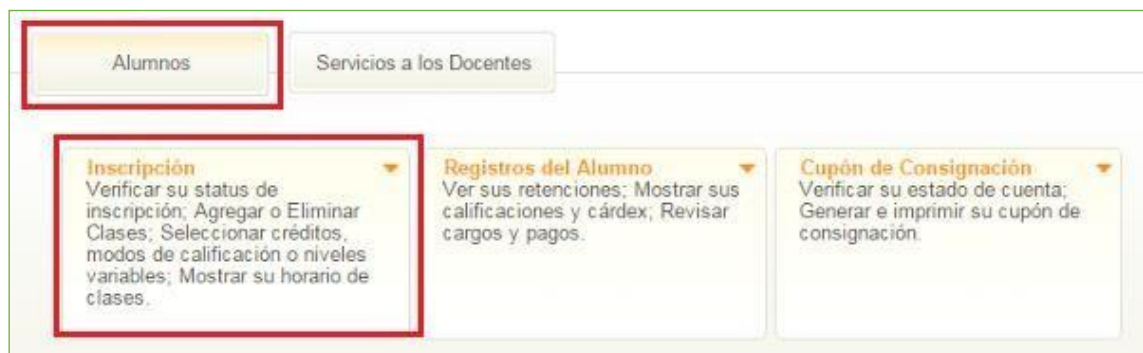 Alumnos
Servicios a los Docentes
Inscripción
Verificar su status de
inscripción; Agregar o Eliminar
Clases; Seleccionar créditos,
modos de calificación o niveles
variables; Mostrar su horario de
clases.
Registros del Alumno
Ver sus retenciones; Mostrar sus
calificaciones y cárdex; Revisar
cargos y pagos.
Cupón de Consignación
Verificar su estado de cuenta;
Generar e imprimir su cupón de
consignación.